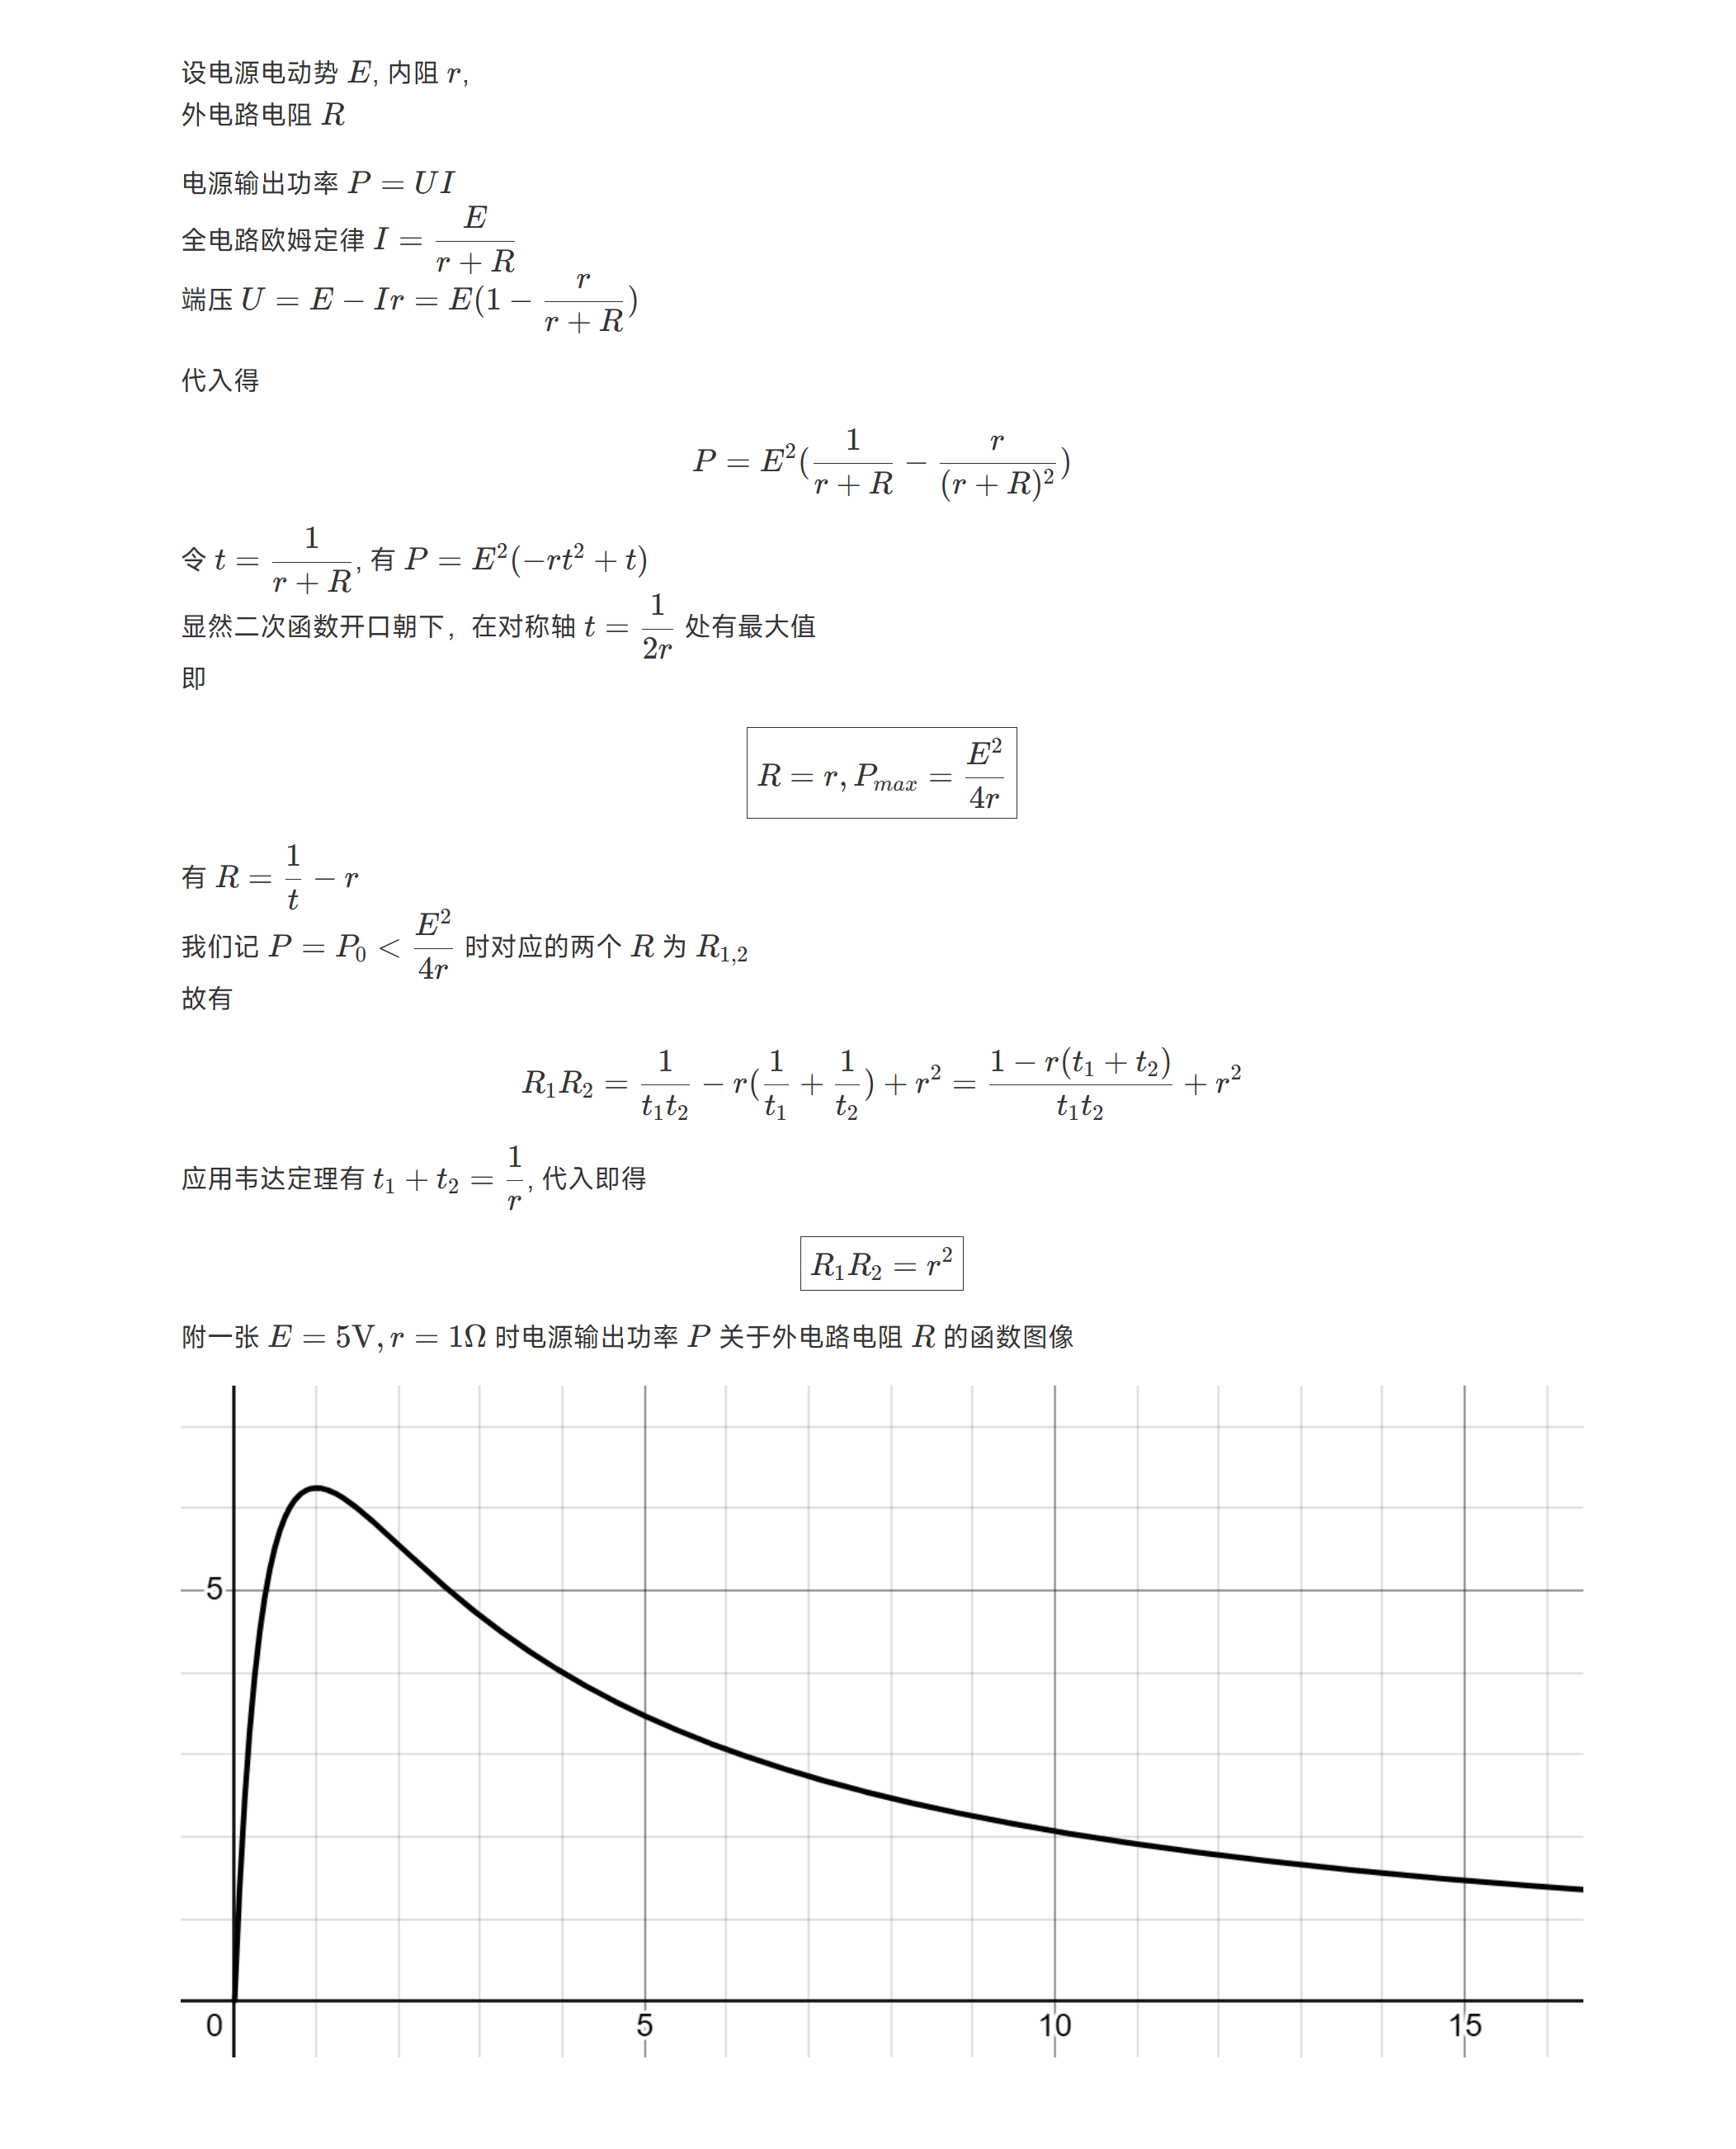 设电源电动势 E, 内阻 r,
外电路电阻 R
电源输出功率 P = UI
全电路欧姆定律 I = \frac{E}{r + R}
端压 U = E − Ir = E(1 − \frac{r}{r + R})
代入得
P = E^2(\frac{1}{r + R} − \frac{r}{(r + R)^2})
令 t = \frac{1}{r + R}, 有 P = E^2(−rt^2 + t)
显然二次函数开口朝下，在对称轴 t = \frac{1}{2r} 处有最大值
即
R = r, P_{max} = \frac{E^2}{4r}
有 R = \frac{1}{t} − r
我们记 P = P_0 < \frac{E^2}{4r} 时对应的两个 R 为 R_{1,2}
故有
R_1R_2 = \frac{1}{t_1t_2} − r(\frac{1}{t_1} + \frac{1}{t_2}) + r^2 = \frac{1 − r(t_1 + t_2)}{t_1t_2} + r^2
应用韦达定理有 t_1 + t_2 = \frac{1}{r}, 代入即得
R_1R_2 = r^2
附一张 E = 5V, r = 1Ω 时电源输出功率 P 关于外电路电阻 R 的函数图像
5
0 5 10 15